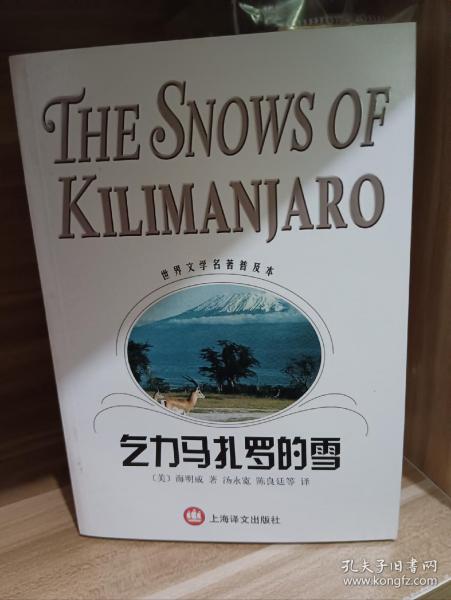 THE SNOWS OF
KILIMANJARO
世界文学名著普及本
乞力马扎罗的雪
〔美〕海明威 著 汤永宽 陈良廷等 译
上海译文出版社
孔夫子旧书网
www.kongfz.com